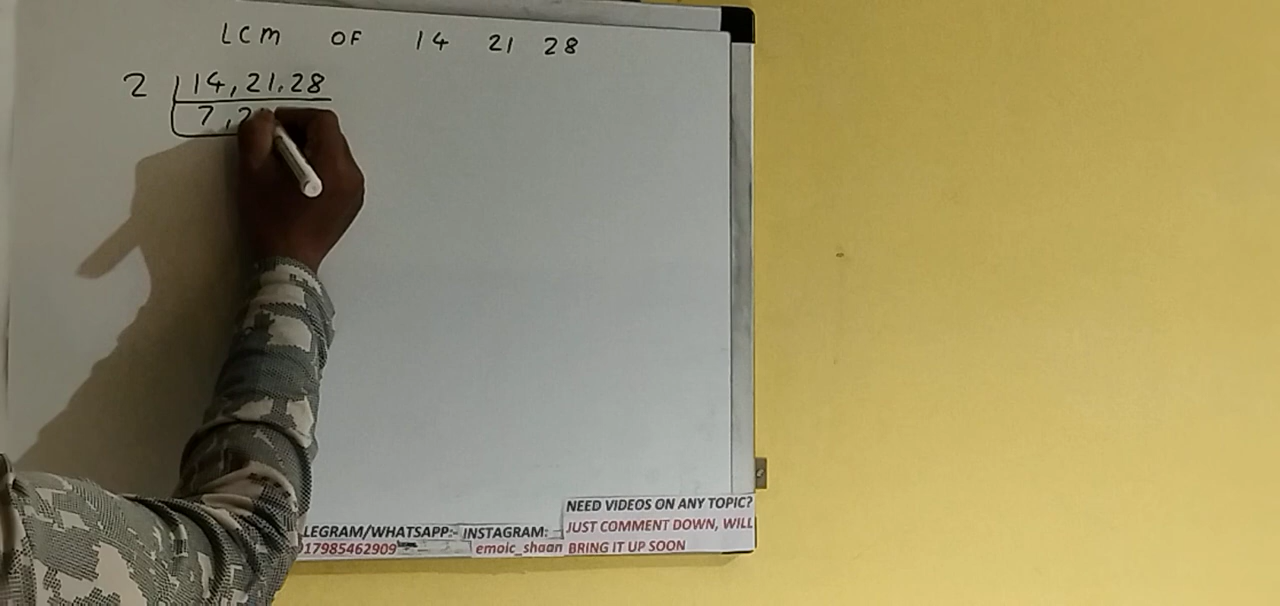 LCM OF 14 21 28
2 14, 21, 28
7, 2
NEED VIDEOS ON ANY TOPIC?
JUST COMMENT DOWN, WILL
BRING IT UP SOON
LEGRAM/WHATSAPP:- INSTAGRAM:
17985462909 emoic_shaan